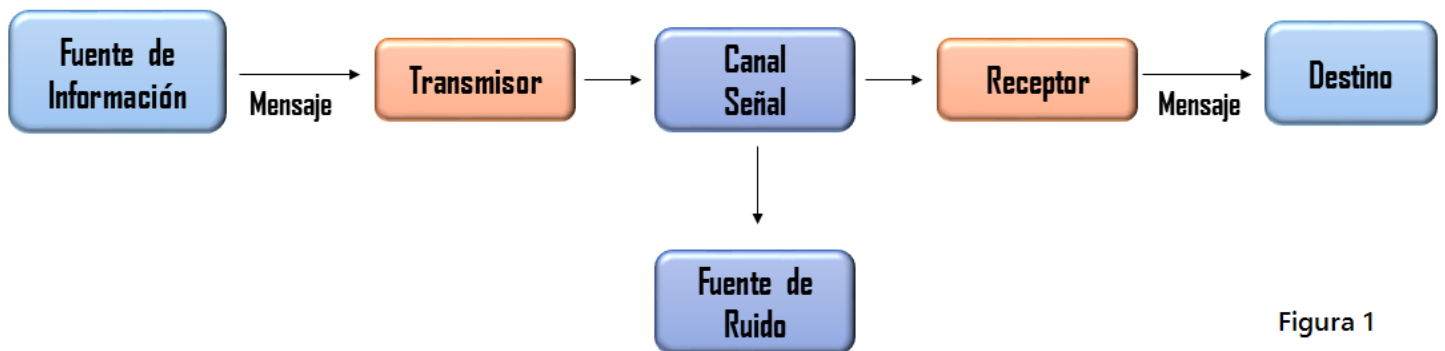 Fuente de
Información
Mensaje
Transmisor
Canal
Señal
Receptor
Mensaje
Destino
Fuente de
Ruido
Figura 1